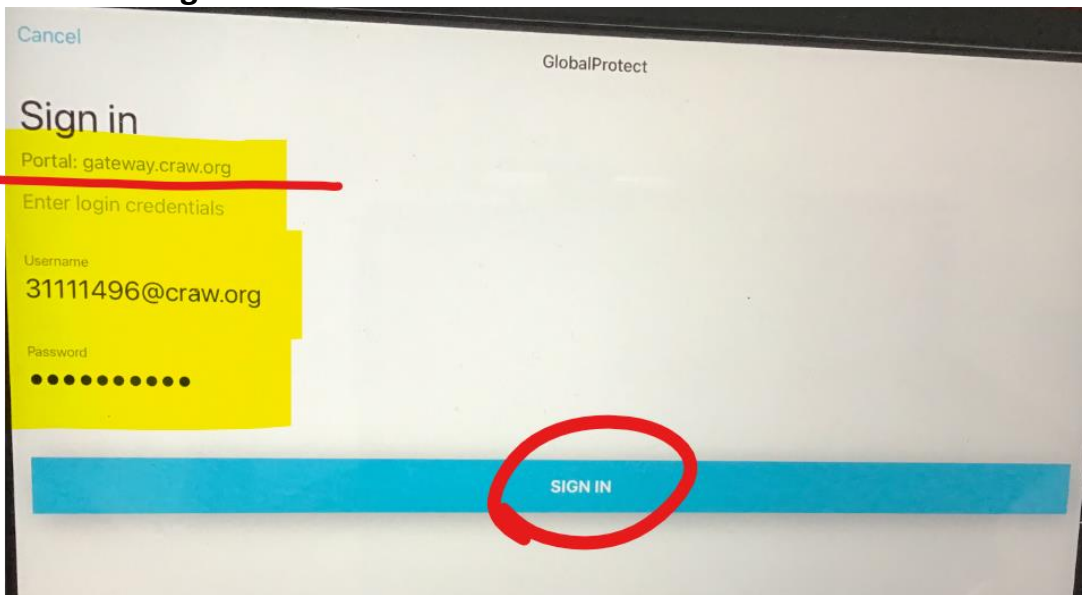 Cancel
GlobalProtect
Sign in
Portal: gateway.craw.org
Enter login credentials
Username
31111496@craw.org
Password
●●●●●●●●●●
SIGN IN